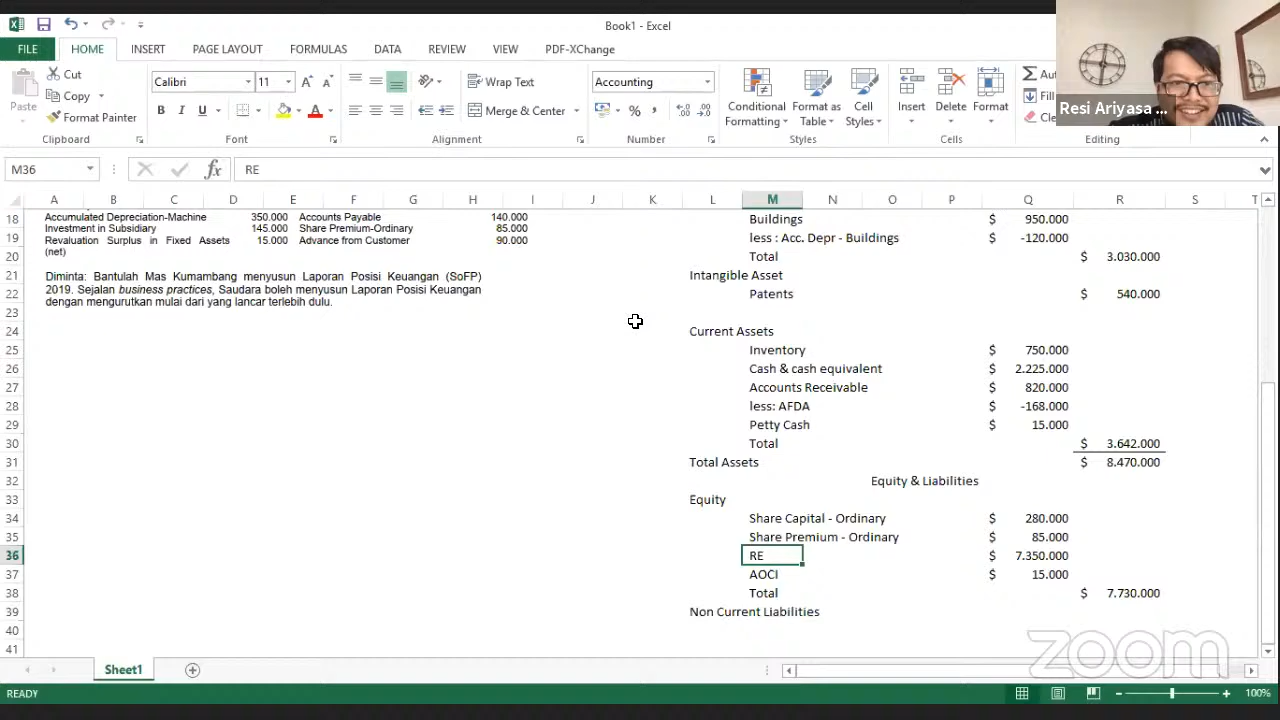 Book1 - Excel
FILE HOME INSERT PAGE LAYOUT FORMULAS DATA REVIEW VIEW PDF-XChange
Paste Cut Copy Format Painter Clipboard
Calibri 11 B I U A Font
Wrap Text Merge & Center Alignment
Accounting % Number
Conditional Formatting Format as Table Cell Styles Styles
Insert Delete Format Cells
Fill Editing
Resi Ariyasa ...
M36 fx RE
A B C D E F G H I J K L M N O P Q R S T
18 Accumulated Depreciation-Machine 350.000 Accounts Payable 140.000 Buildings $ 950.000
Investment in Subsidiary 145.000 Share Premium-Ordinary 85.000
19 Revaluation Surplus in Fixed Assets 15.000 Advance from Customer 90.000 less : Acc. Depr - Buildings $ -120.000
(net)
20 Total $ 3.030.000
21 Diminta: Bantulah Mas Kumambang menyusun Laporan Posisi Keuangan (SoFP) Intangible Asset
22 2019. Sejalan business practices, Saudara boleh menyusun Laporan Posisi Keuangan Patents $ 540.000
dengan mengurutkan mulai dari yang lancar terlebih dulu.
23
24 Current Assets
25 Inventory $ 750.000
26 Cash & cash equivalent $ 2.225.000
27 Accounts Receivable $ 820.000
28 less: AFDA $ -168.000
29 Petty Cash $ 15.000
30 Total $ 3.642.000
31 Total Assets $ 8.470.000
32 Equity & Liabilities
33 Equity
34 Share Capital - Ordinary $ 280.000
35 Share Premium - Ordinary $ 85.000
36 RE $ 7.350.000
37 AOCI $ 15.000
38 Total $ 7.730.000
39 Non Current Liabilities
40
41
zoom
Sheet1
READY 100%